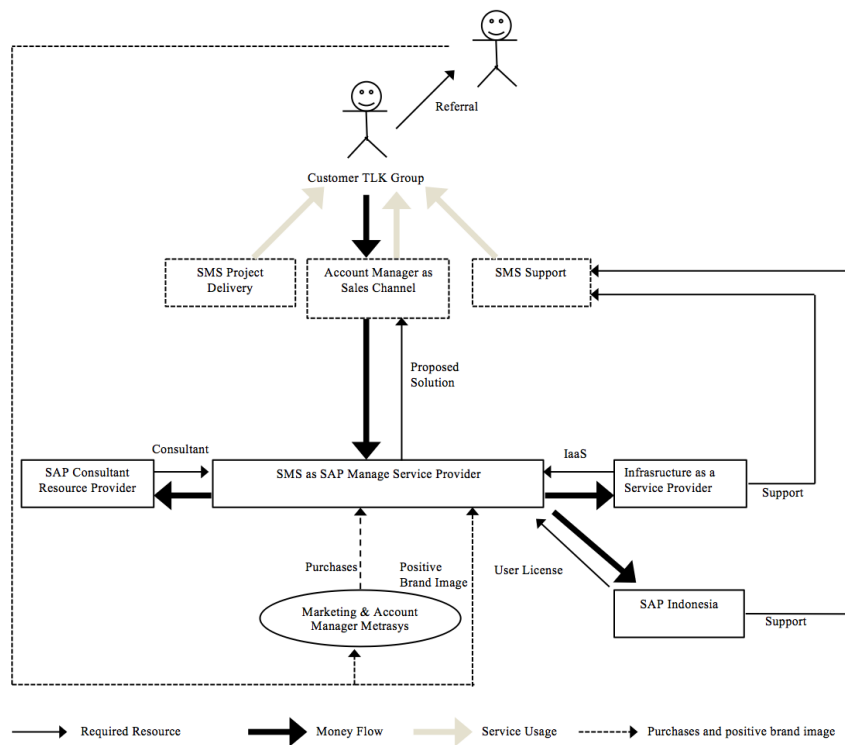 Referral
Customer TLK Group
SMS Project
Delivery
Account Manager as
Sales Channel
SMS Support
Proposed
Solution
Consultant
IaaS
SAP Consultant
Resource Provider
SMS as SAP Manage Service Provider
Infrasructure as a
Service Provider
Support
Purchases
Positive
Brand Image
User License
Marketing & Account
Manager Metrasys
SAP Indonesia
Support
Required Resource
Money Flow
Service Usage
Purchases and positive brand image